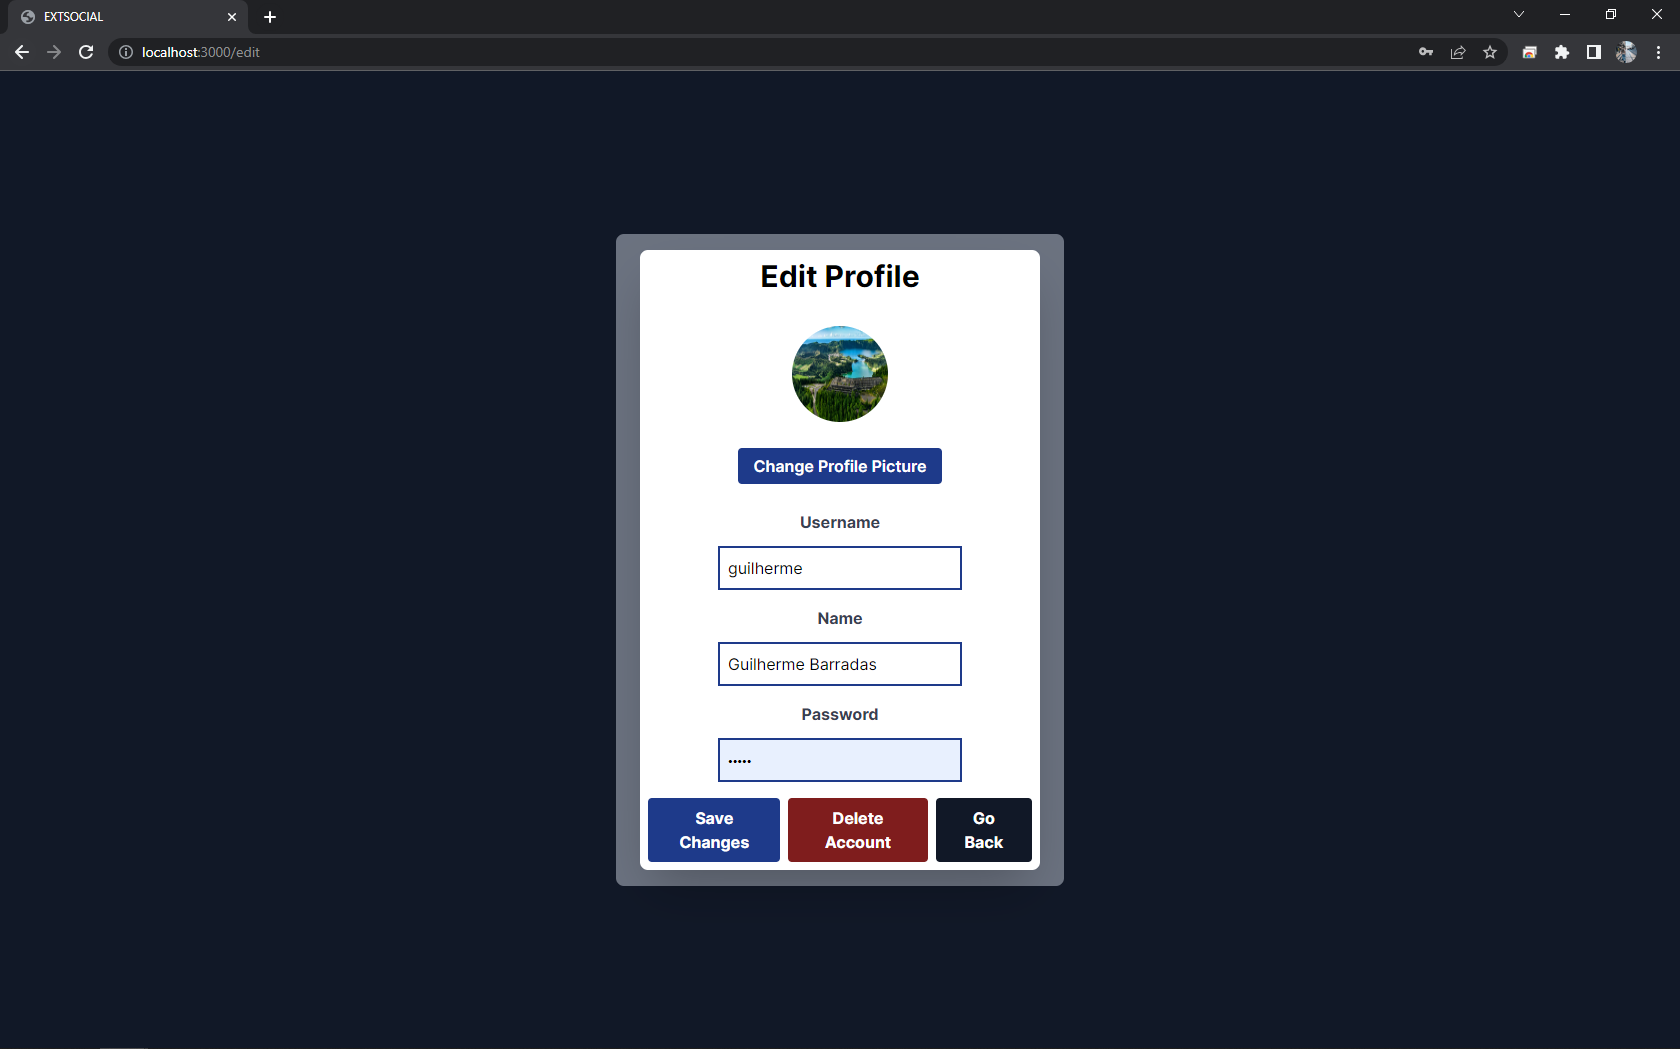 EXTSOCIAL
localhost:3000/edit
Edit Profile
Change Profile Picture
Username
guilherme
Name
Guilherme Barradas
Password
•••••
Save
Changes
Delete
Account
Go
Back